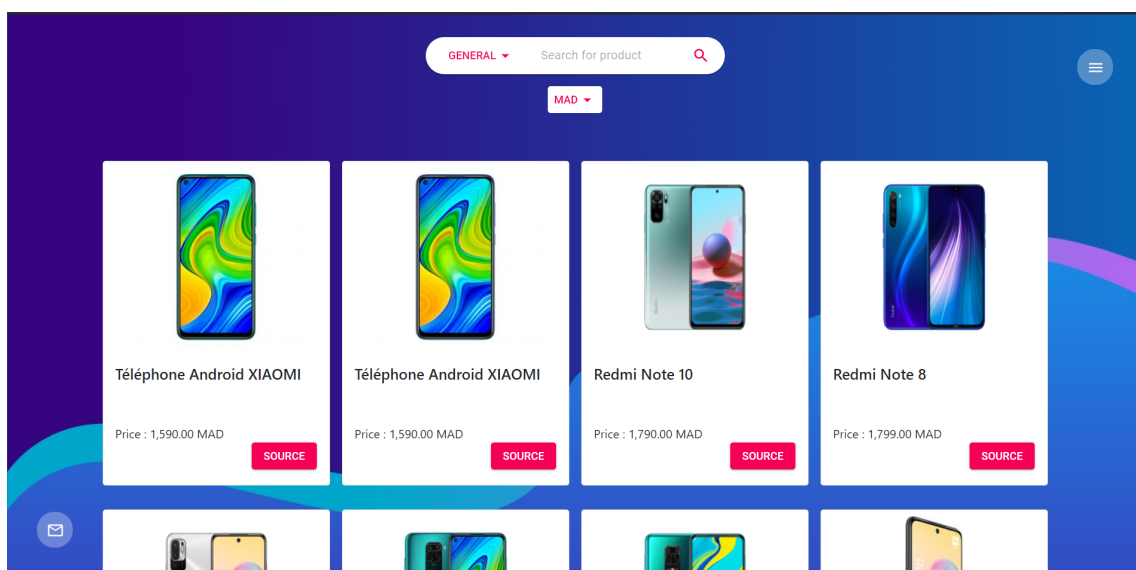 GENERAL
Search for product
MAD
Téléphone Android XIAOMI
Price : 1,590.00 MAD
SOURCE
Téléphone Android XIAOMI
Price : 1,590.00 MAD
SOURCE
Redmi Note 10
Price : 1,790.00 MAD
SOURCE
Redmi Note 8
Price : 1,799.00 MAD
SOURCE